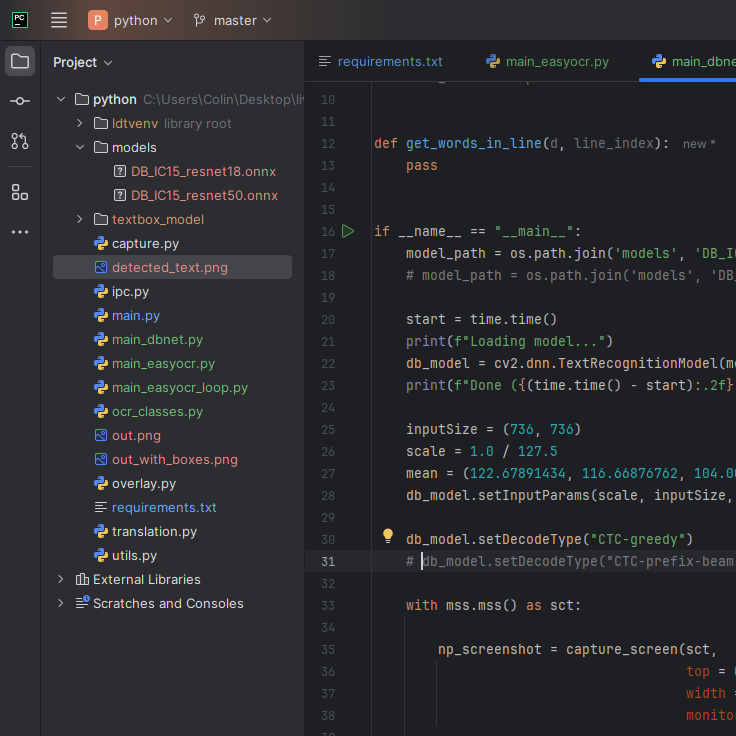 PC
P python master
Project
requirements.txt main_easyocr.py main_dbne
python C:\Users\Colin\Desktop\li
ldtvenv library root
models
DB_IC15_resnet18.onnx
DB_IC15_resnet50.onnx
textbox_model
capture.py
detected_text.png
ipc.py
main.py
main_dbnet.py
main_easyocr.py
main_easyocr_loop.py
ocr_classes.py
out.png
out_with_boxes.png
overlay.py
requirements.txt
translation.py
utils.py
External Libraries
Scratches and Consoles
10
11
12 def get_words_in_line(d, line_index): new *
13 pass
14
15
16 if __name__ == "__main__":
17 model_path = os.path.join('models', 'DB_I
18 # model_path = os.path.join('models', 'DB_
19
20 start = time.time()
21 print(f"Loading model...")
22 db_model = cv2.dnn.TextRecognitionModel(m
23 print(f"Done ({(time.time() - start):.2f}
24
25 inputSize = (736, 736)
26 scale = 1.0 / 127.5
27 mean = (122.67891434, 116.66876762, 104.00
28 db_model.setInputParams(scale, inputSize,
29
30 db_model.setDecodeType("CTC-greedy")
31 # db_model.setDecodeType("CTC-prefix-beam
32
33 with mss.mss() as sct:
34
35 np_screenshot = capture_screen(sct,
36 top =
37 width =
38 monito